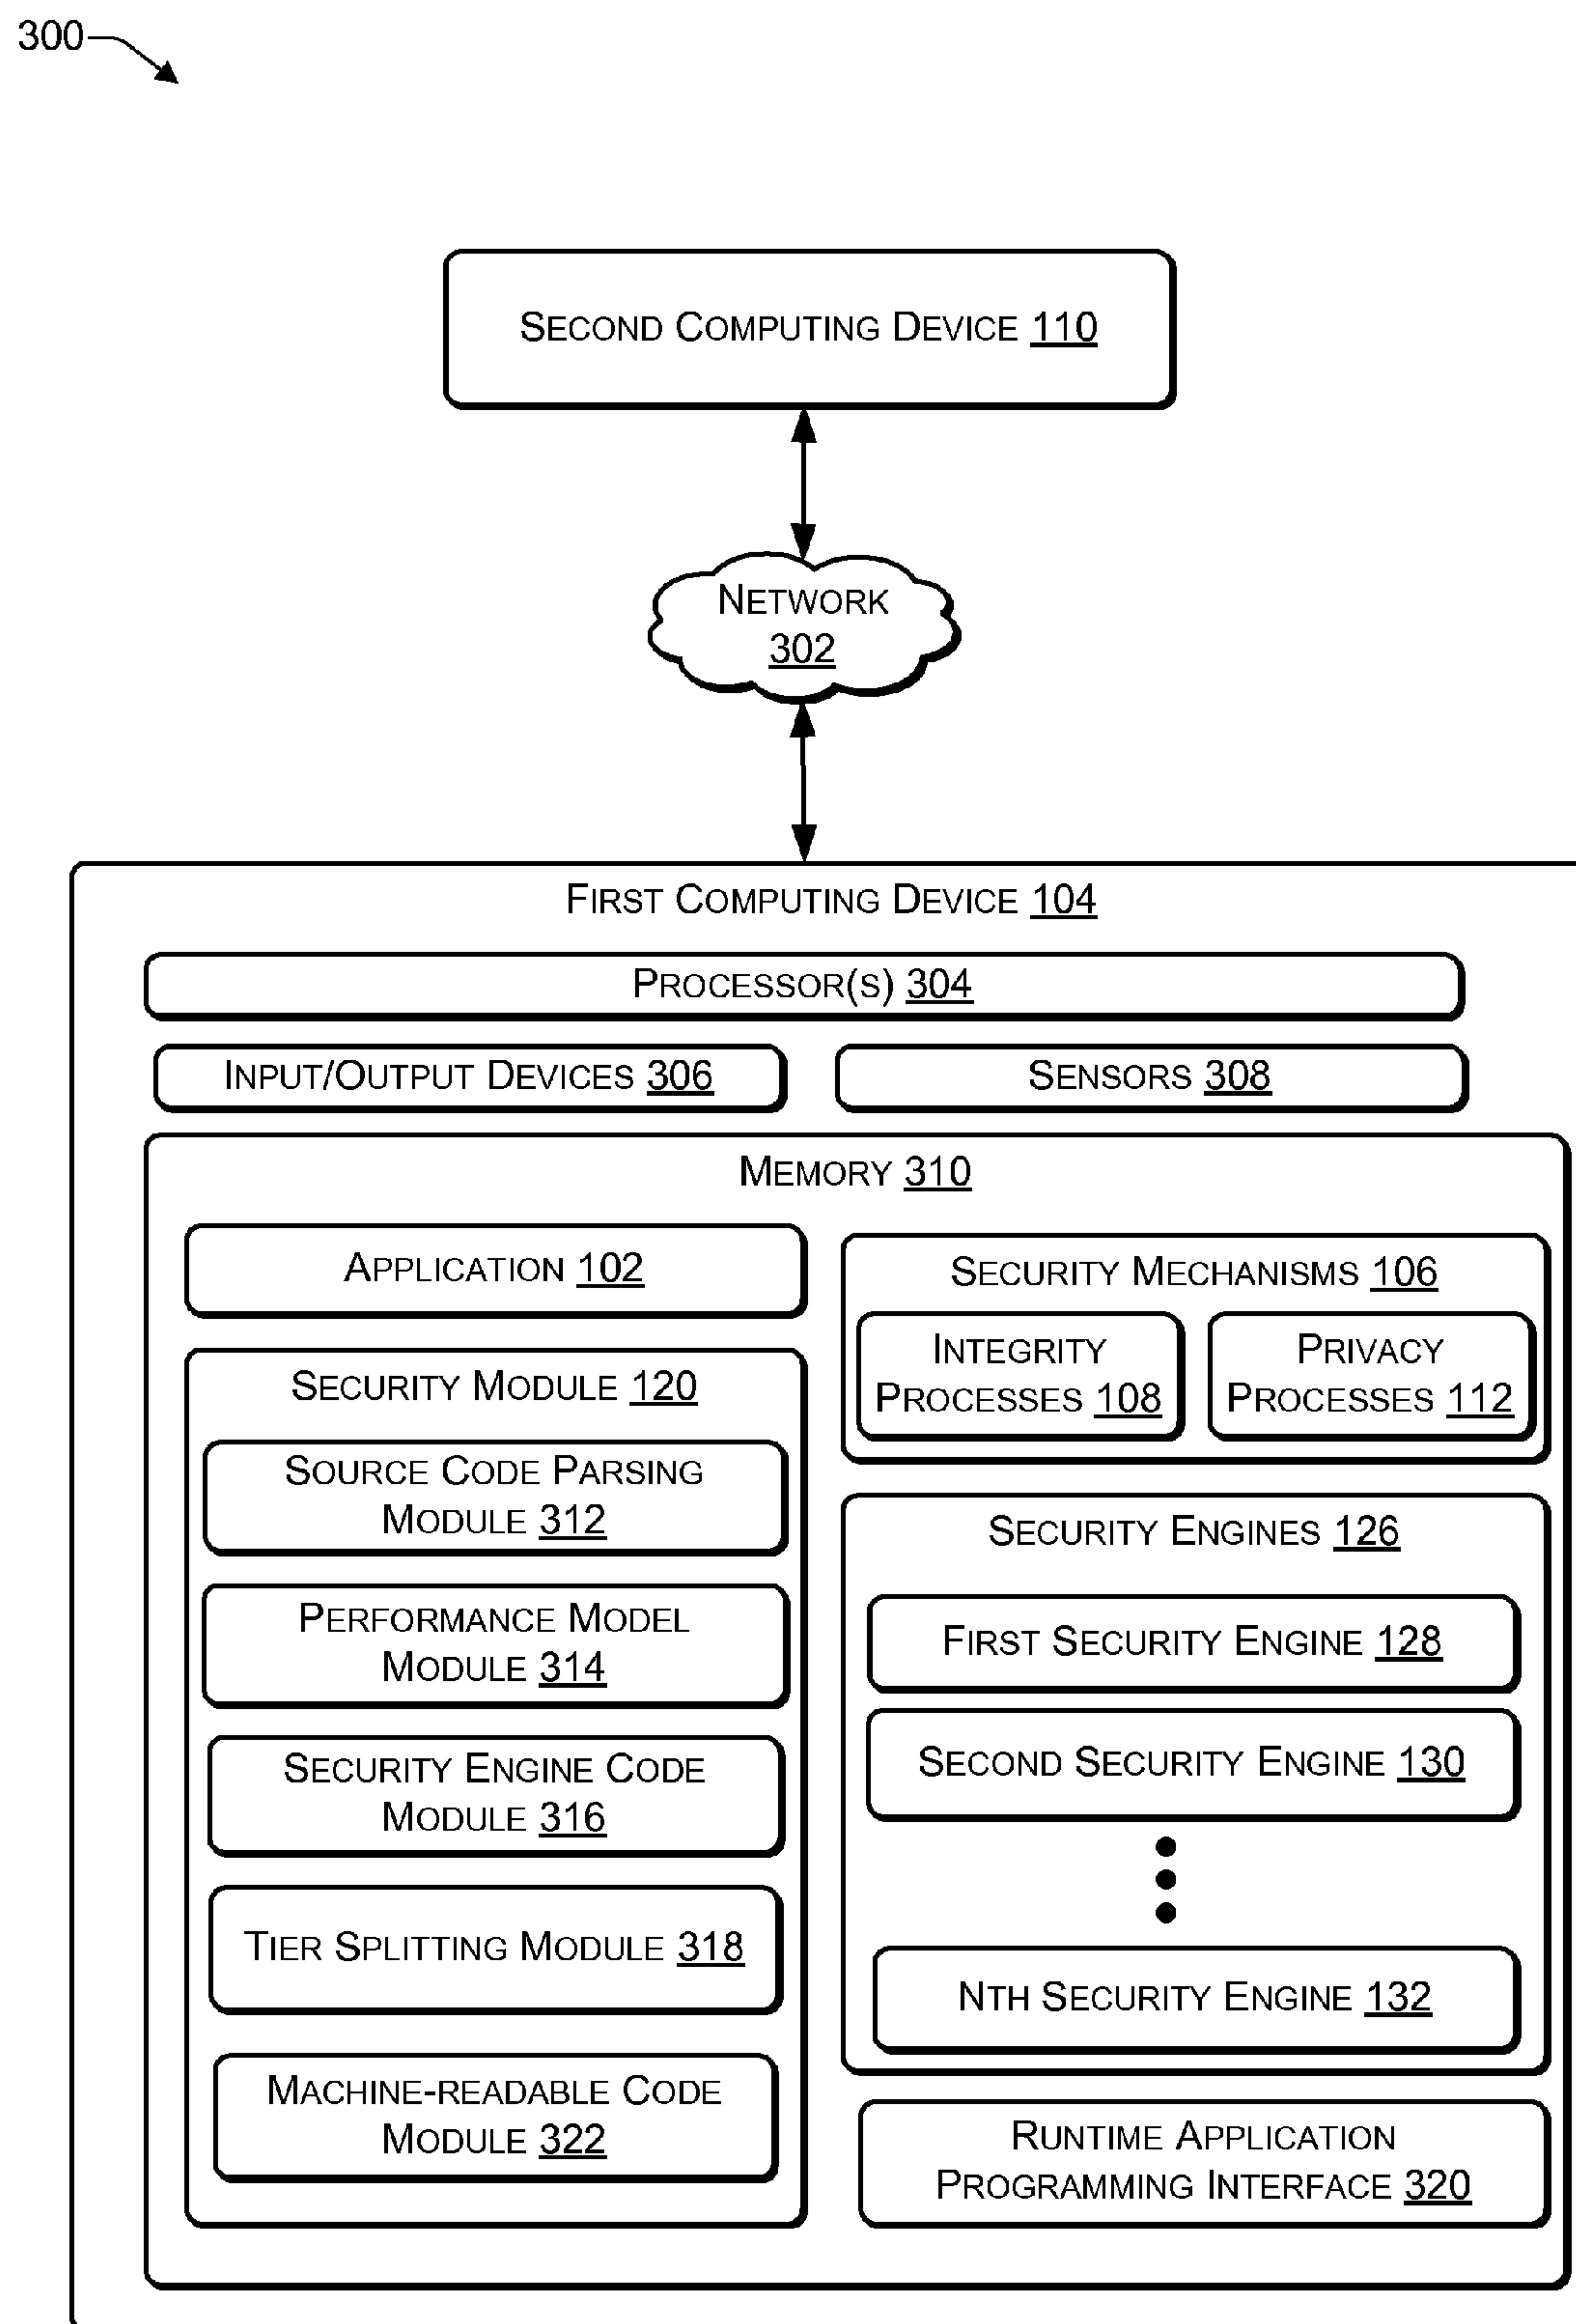 300
SECOND COMPUTING DEVICE 110
NETWORK
302
FIRST COMPUTING DEVICE 104
PROCESSOR(S) 304
INPUT/OUTPUT DEVICES 306
SENSORS 308
MEMORY 310
APPLICATION 102
SECURITY MODULE 120
SOURCE CODE PARSING
MODULE 312
PERFORMANCE MODEL
MODULE 314
SECURITY ENGINE CODE
MODULE 316
TIER SPLITTING MODULE 318
MACHINE-READABLE CODE
MODULE 322
SECURITY MECHANISMS 106
INTEGRITY
PROCESSES 108
PRIVACY
PROCESSES 112
SECURITY ENGINES 126
FIRST SECURITY ENGINE 128
SECOND SECURITY ENGINE 130
NTH SECURITY ENGINE 132
RUNTIME APPLICATION
PROGRAMMING INTERFACE 320